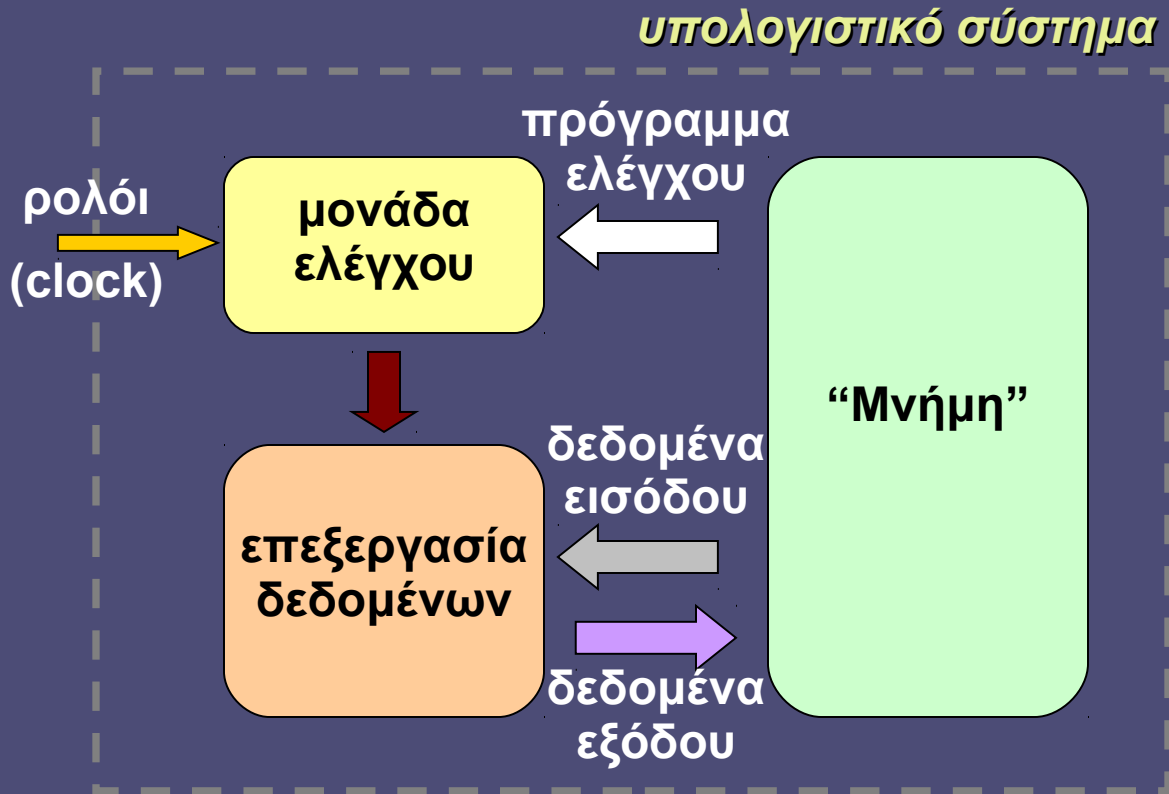 υπολογιστικό σύστημα
πρόγραμμα
ελέγχου
ρολόι
(clock)
μονάδα
ελέγχου
“Μνήμη”
δεδομένα
εισόδου
επεξεργασία
δεδομένων
δεδομένα
εξόδου